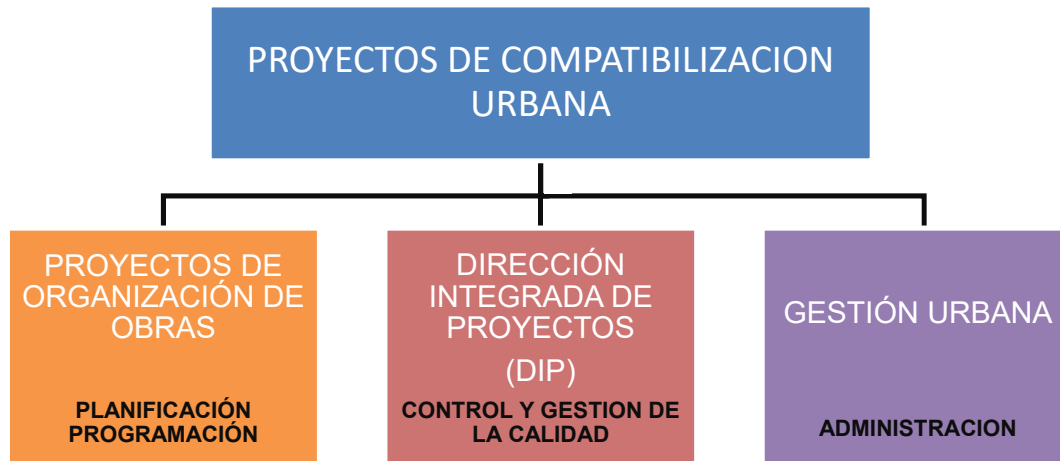 PROYECTOS DE COMPATIBILIZACION
URBANA
PROYECTOS DE
ORGANIZACIÓN DE
OBRAS
PLANIFICACIÓN
PROGRAMACIÓN
DIRECCIÓN
INTEGRADA DE
PROYECTOS
(DIP)
CONTROL Y GESTION DE
LA CALIDAD
GESTIÓN URBANA
ADMINISTRACION